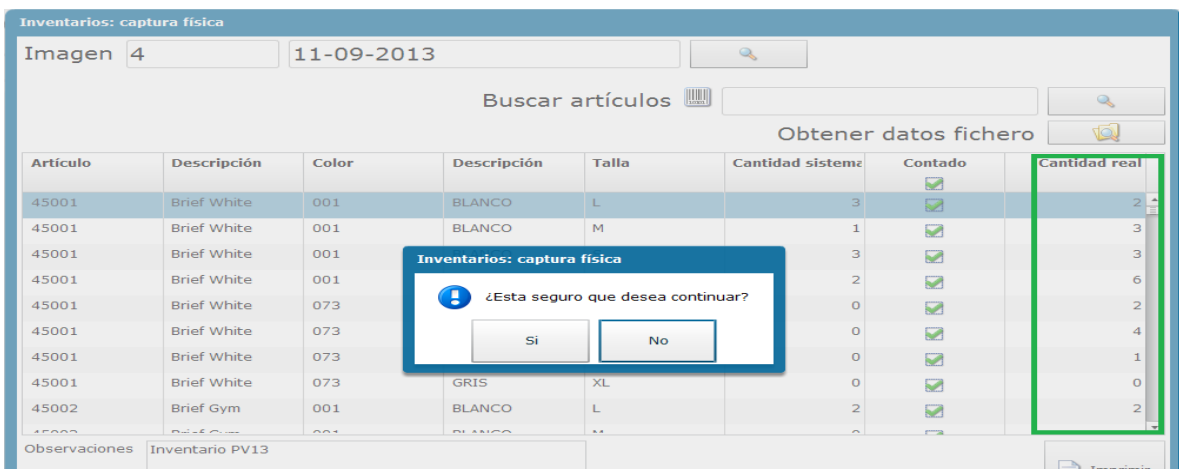 Inventarios: captura física
Imagen 4 11-09-2013
Buscar artículos
Obtener datos fichero
Artículo Descripción Color Descripción Talla Cantidad sistema Contado Cantidad real
45001 Brief White 001 BLANCO L 3 2
45001 Brief White 001 BLANCO M 1 3
45001 Brief White 001 3 3
45001 Brief White 001 2 6
45001 Brief White 073 0 2
45001 Brief White 073 0 4
45001 Brief White 073 0 1
45001 Brief White 073 GRIS XL 0 0
45002 Brief Gym 001 BLANCO L 2 2
Inventarios: captura física
¿Esta seguro que desea continuar?
Si No
Observaciones Inventario PV13
Imprimir